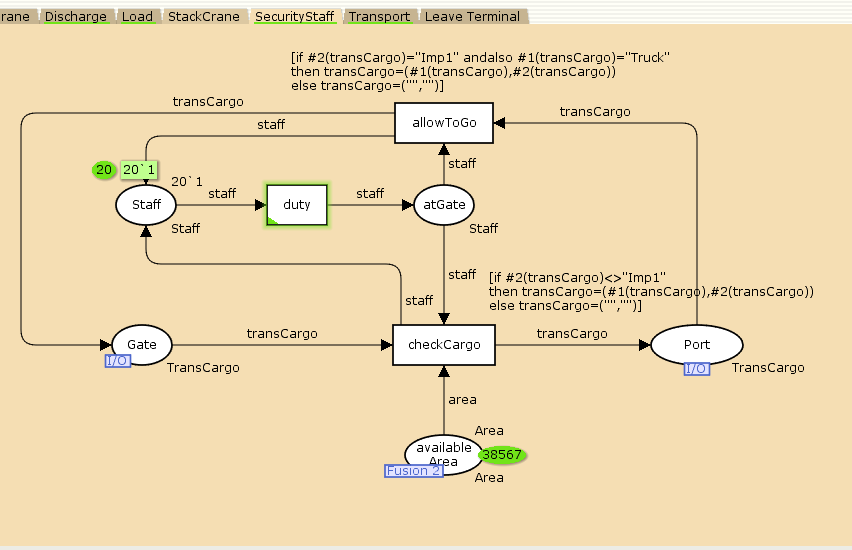 rane Discharge Load StackCrane SecurityStaff Transport Leave Terminal
[if #2(transCargo)="Imp1" andalso #1(transCargo)="Truck"
then transCargo=(#1(transCargo),#2(transCargo))
else transCargo=("","")]
transCargo
staff
allowToGo
transCargo
20
20`1
20`1
staff
Staff
staff
duty
staff
atGate
Staff
Staff
staff
staff
[if #2(transCargo)<>"Imp1"
then transCargo=(#1(transCargo),#2(transCargo))
else transCargo=("","")]
Gate
I/O
TransCargo
transCargo
checkCargo
transCargo
Port
I/O
TransCargo
area
Area
available
Area
38567
Fusion 2
Area